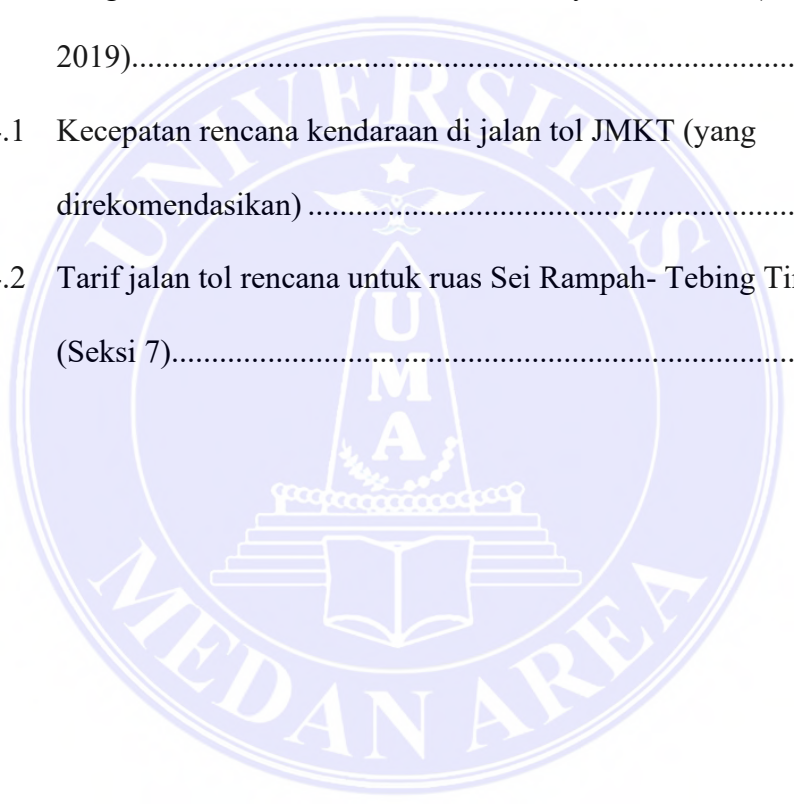 2019)..........................................................................................
.1 Kecepatan rencana kendaraan di jalan tol JMKT (yang
direkomendasikan) ..............................................................
.2 Tarif jalan tol rencana untuk ruas Sei Rampah- Tebing Ti
(Seksi 7)...................................................................................
UNIVERSITAS
UMA
MEDAN AREA